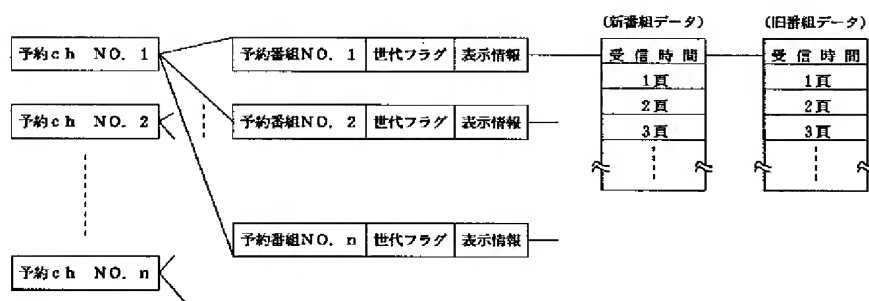 (新番組データ) (旧番組データ)
予約ch NO. 1 予約番組NO. 1 世代フラグ 表示情報 受信時間 受信時間
1頁 1頁
予約ch NO. 2 予約番組NO. 2 世代フラグ 表示情報 2頁 2頁
3頁 3頁
予約番組NO. n 世代フラグ 表示情報
予約ch NO. n